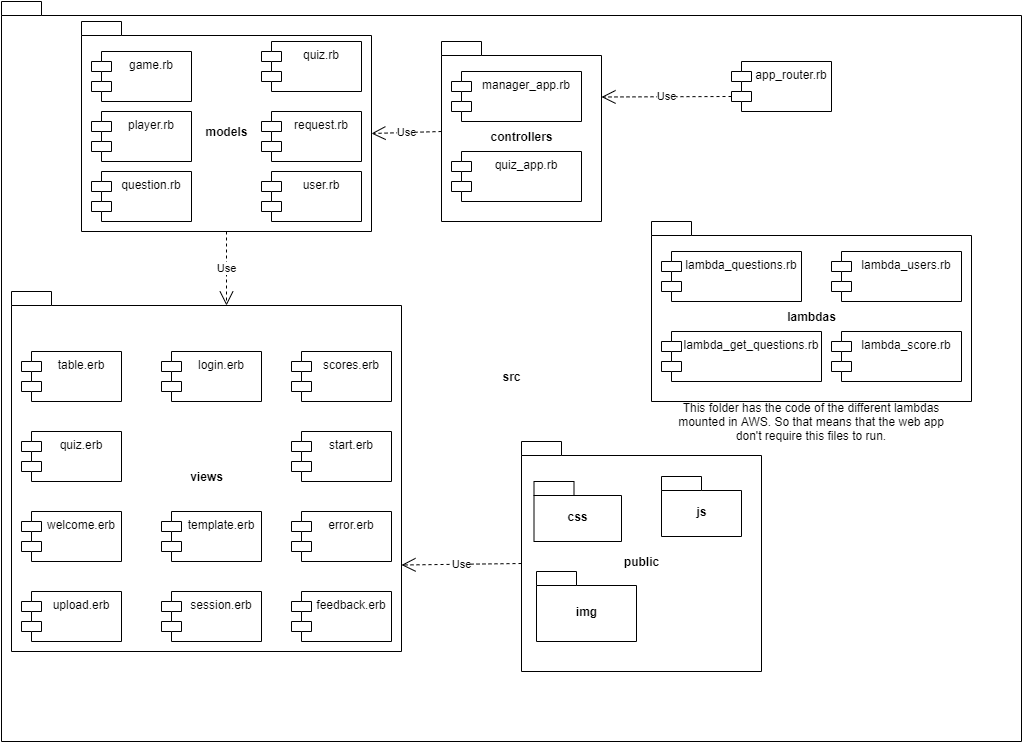 game.rb
quiz.rb
player.rb
models
request.rb
question.rb
user.rb
Use
manager_app.rb
controllers
quiz_app.rb
Use
app_router.rb
Use
lambda_questions.rb
lambda_users.rb
lambdas
lambda_get_questions.rb
lambda_score.rb
This folder has the code of the different lambdas
mounted in AWS. So that means that the web app
don't require this files to run.
src
table.erb
login.erb
scores.erb
quiz.erb
start.erb
views
welcome.erb
template.erb
error.erb
upload.erb
session.erb
feedback.erb
Use
css
js
public
img